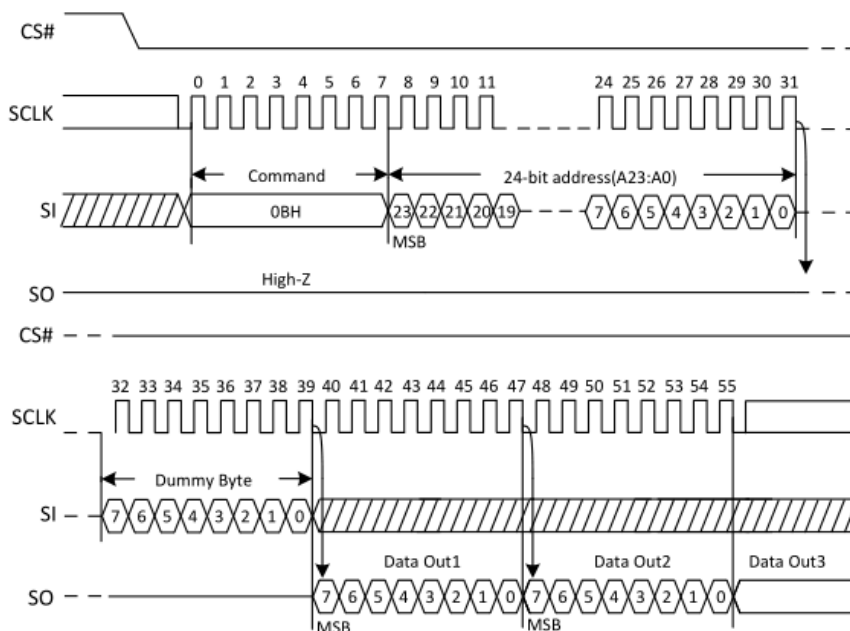 CS#
0 1 2 3 4 5 6 7 8 9 10 11 24 25 26 27 28 29 30 31
SCLK
Command 24-bit address(A23:A0)
SI 0BH 23 22 21 20 19 7 6 5 4 3 2 1 0
MSB
High-Z
SO
CS#
32 33 34 35 36 37 38 39 40 41 42 43 44 45 46 47 48 49 50 51 52 53 54 55
SCLK
Dummy Byte
SI 7 6 5 4 3 2 1 0
Data Out1 Data Out2 Data Out3
SO 7 6 5 4 3 2 1 0 7 6 5 4 3 2 1 0
MSB MSB